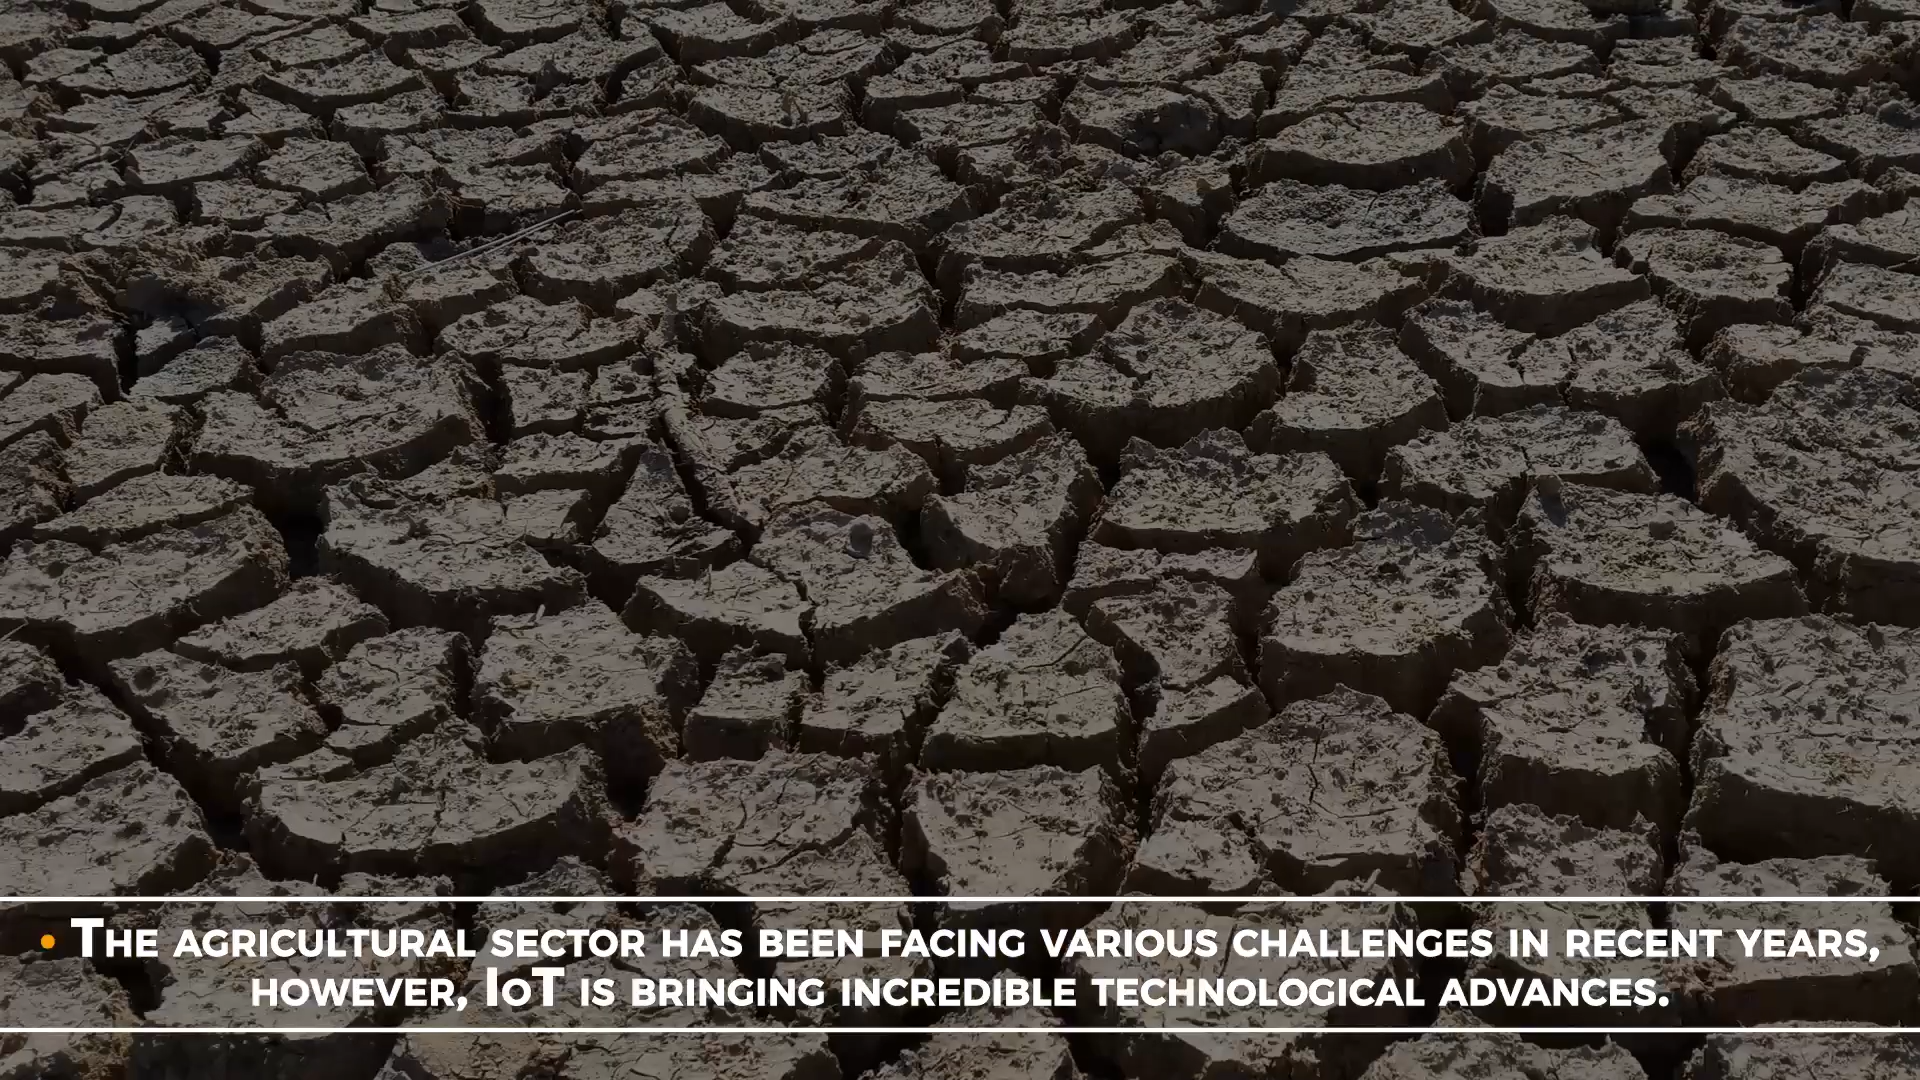 • The agricultural sector has been facing various challenges in recent years,
however, IoT is bringing incredible technological advances.